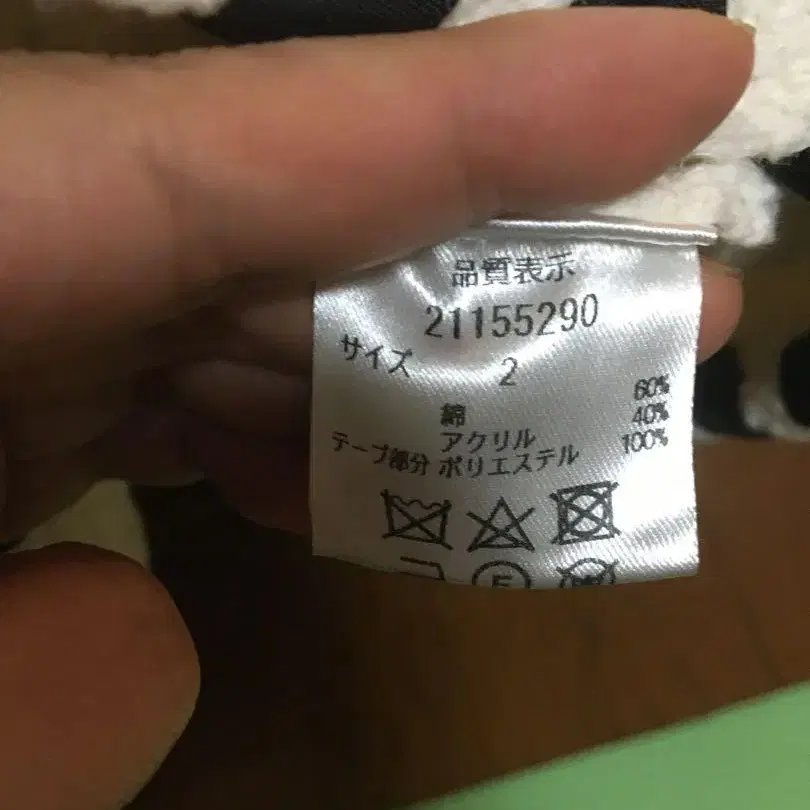 品質表示
21155290
サイズ 2
綿 60%
アクリル 40%
テープ部分 ポリエステル 100%